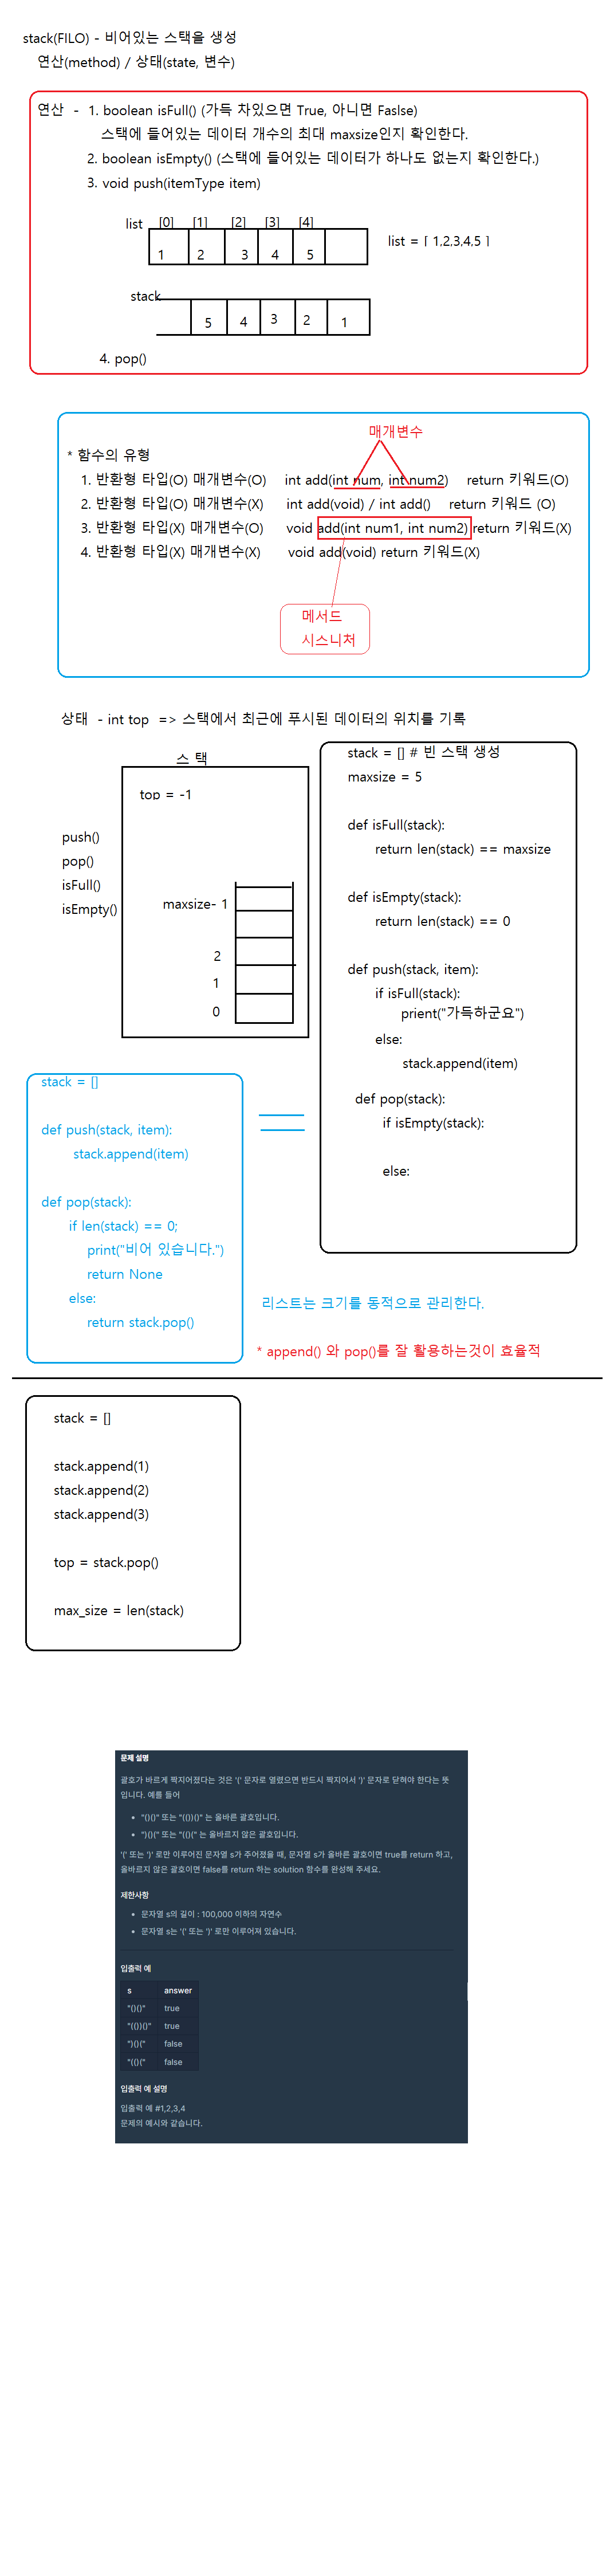 stack(FILO) - 비어있는 스택을 생성
연산(method) / 상태(state, 변수)
연산 - 1. boolean isFull() (가득 차있으면 True, 아니면 Faslse)
스택에 들어있는 데이터 개수의 최대 maxsize인지 확인한다.
2. boolean isEmpty() (스택에 들어있는 데이터가 하나도 없는지 확인한다.)
3. void push(itemType item)
list [0] [1] [2] [3] [4]
1 2 3 4 5
list = [ 1,2,3,4,5 ]
stack
5 4 3 2 1
4. pop()
매개변수
* 함수의 유형
1. 반환형 타입(O) 매개변수(O) int add(int num, int num2) return 키워드(O)
2. 반환형 타입(O) 매개변수(X) int add(void) / int add() return 키워드 (O)
3. 반환형 타입(X) 매개변수(O) void add(int num1, int num2) return 키워드(X)
4. 반환형 타입(X) 매개변수(X) void add(void) return 키워드(X)
메서드
시스니처
상태 - int top => 스택에서 최근에 푸시된 데이터의 위치를 기록
스 택
top = -1
push()
pop()
isFull()
isEmpty()
maxsize- 1
2
1
0
stack = [] # 빈 스택 생성
maxsize = 5
def isFull(stack):
return len(stack) == maxsize
def isEmpty(stack):
return len(stack) == 0
def push(stack, item):
if isFull(stack):
prient("가득하군요")
else:
stack.append(item)
def pop(stack):
if isEmpty(stack):
else:
stack = []
def push(stack, item):
stack.append(item)
def pop(stack):
if len(stack) == 0;
print("비어 있습니다.")
return None
else:
return stack.pop()
리스트는 크기를 동적으로 관리한다.
* append() 와 pop()를 잘 활용하는것이 효율적
stack = []
stack.append(1)
stack.append(2)
stack.append(3)
top = stack.pop()
max_size = len(stack)
문제 설명
괄호가 바르게 짝지어졌다는 것은 '(' 문자로 열렸으면 반드시 짝지어서 ')' 문자로 닫혀야 한다는 뜻
입니다. 예를 들어
• "()()" 또는 "(())()" 는 올바른 괄호입니다.
• ")()(" 또는 "(()(" 는 올바르지 않은 괄호입니다.
'(' 또는 ')' 로만 이루어진 문자열 s가 주어졌을 때, 문자열 s가 올바른 괄호이면 true를 return 하고,
올바르지 않은 괄호이면 false를 return 하는 solution 함수를 완성해 주세요.
제한사항
• 문자열 s의 길이 : 100,000 이하의 자연수
• 문자열 s는 '(' 또는 ')' 로만 이루어져 있습니다.
입출력 예
s answer
"()()" true
"(())()" true
")()(" false
"(()(" false
입출력 예 설명
입출력 예 #1,2,3,4
문제의 예시와 같습니다.